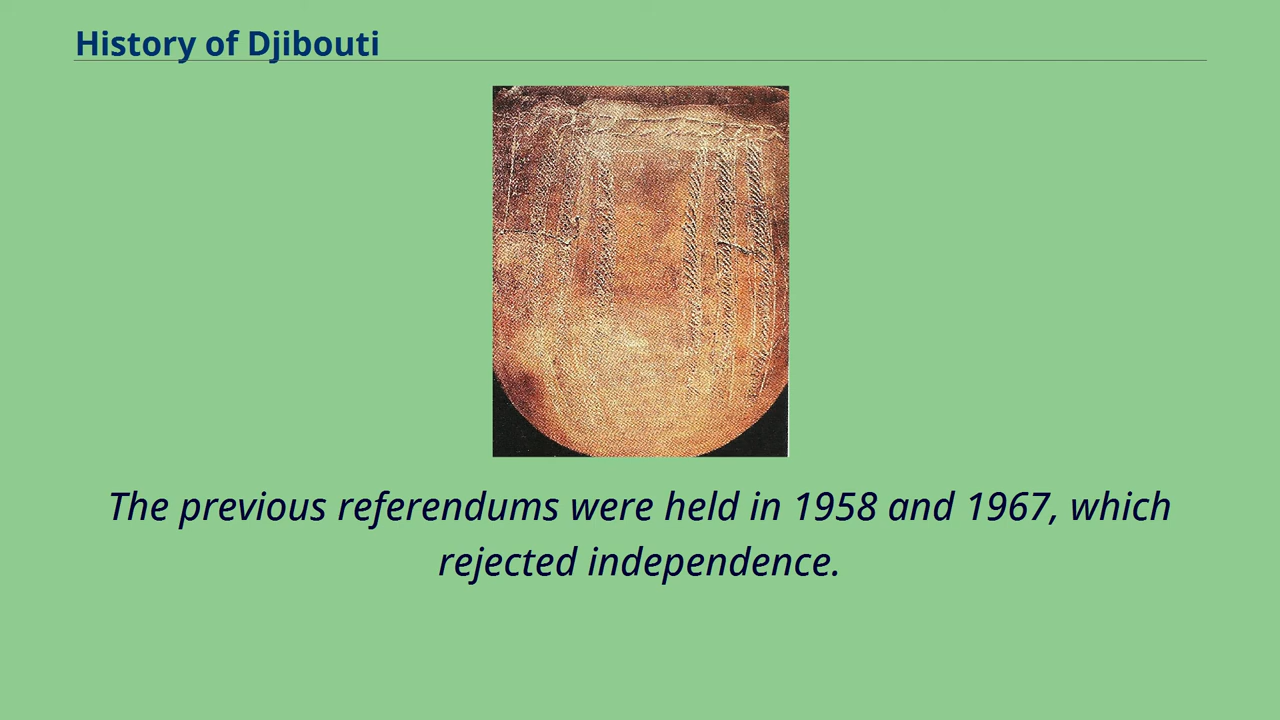 History of Djibouti
The previous referendums were held in 1958 and 1967, which
rejected independence.